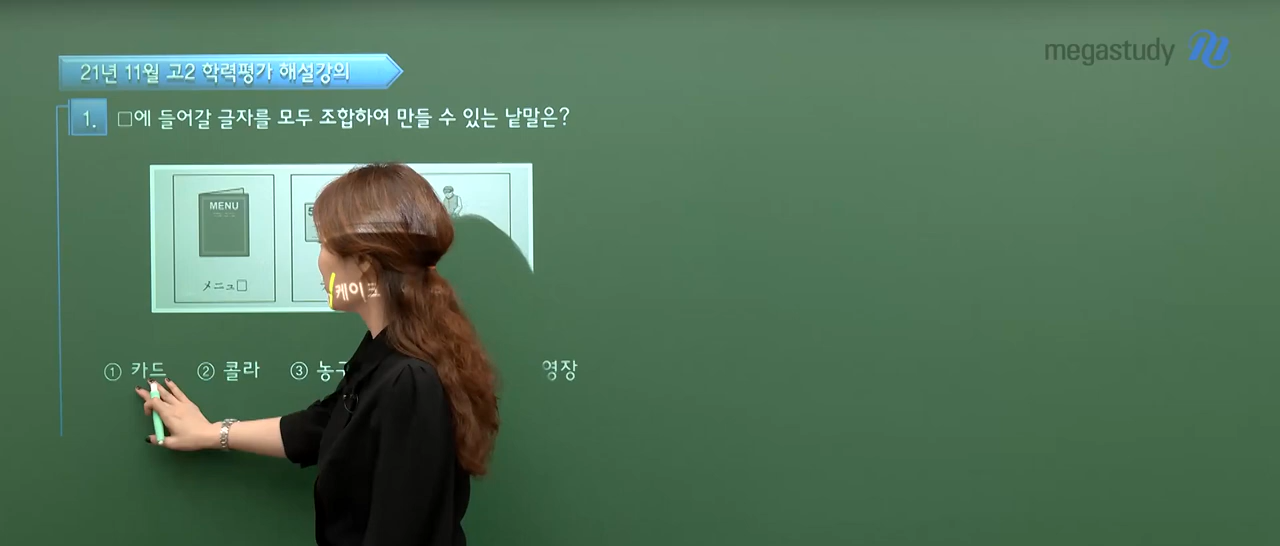 megastudy
21년 11월 고2 학력평가 해설강의
1. □에 들어갈 글자를 모두 조합하여 만들 수 있는 낱말은?
MENU
メニュ□
케이크
① 카드 ② 콜라 ③ 영장